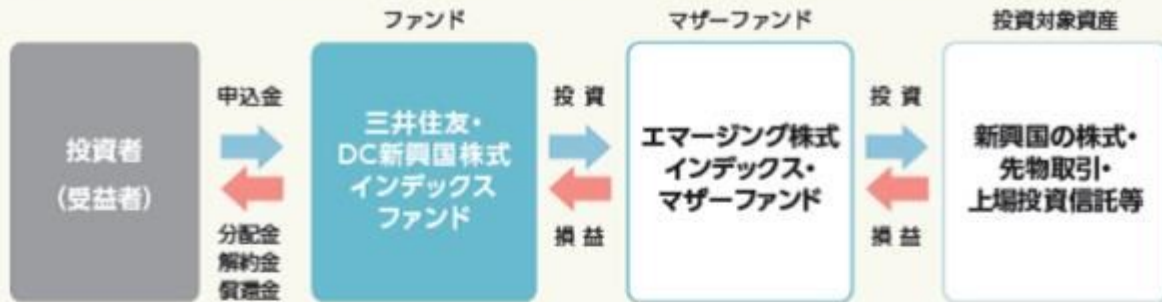 ファンド
マザーファンド
投資対象資産
投資者
(受益者)
申込金
分配金
解約金
償還金
三井住友・
DC新興国株式
インデックス
ファンド
投資
損益
エマージング株式
インデックス・
マザーファンド
投資
損益
新興国の株式・
先物取引・
上場投資信託等